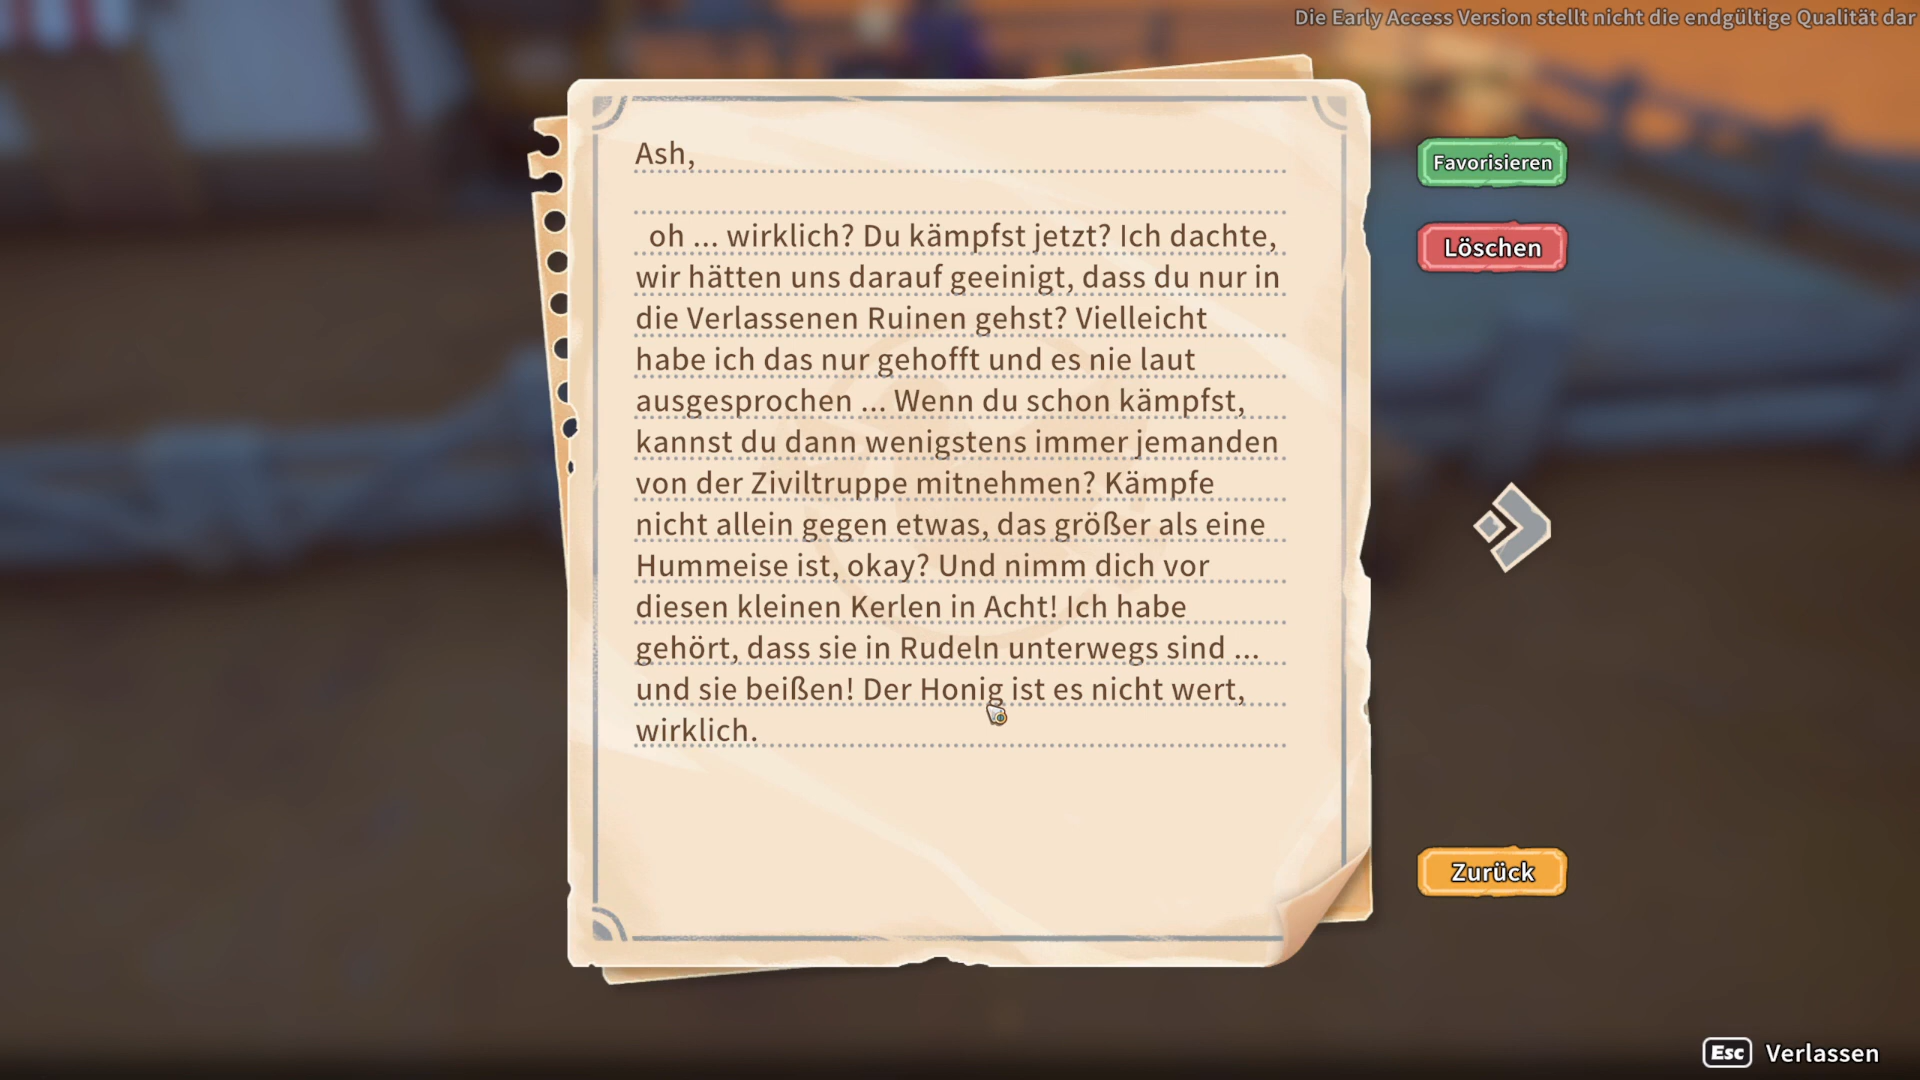 Die Early Access Version stellt nicht die endgültige Qualität dar
Ash,
oh ... wirklich? Du kämpfst jetzt? Ich dachte,
wir hätten uns darauf geeinigt, dass du nur in
die Verlassenen Ruinen gehst? Vielleicht
habe ich das nur gehofft und es nie laut
ausgesprochen ... Wenn du schon kämpfst,
kannst du dann wenigstens immer jemanden
von der Ziviltruppe mitnehmen? Kämpfe
nicht allein gegen etwas, das größer als eine
Hummeise ist, okay? Und nimm dich vor
diesen kleinen Kerlen in Acht! Ich habe
gehört, dass sie in Rudeln unterwegs sind ...
und sie beißen! Der Honig ist es nicht wert,
wirklich.
Favorisieren
Löschen
Zurück
Esc Verlassen